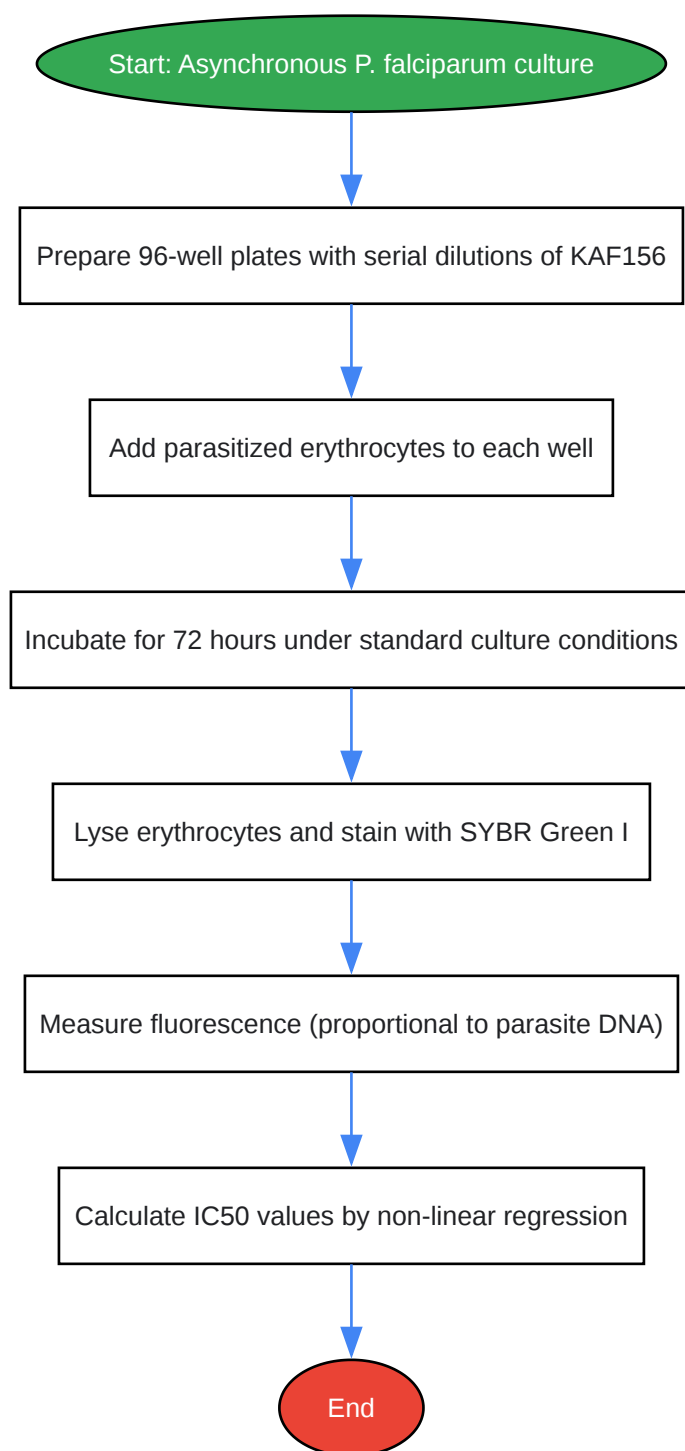 Start: Asynchronous P. falciparum culture
Prepare 96-well plates with serial dilutions of KAF156
Add parasitized erythrocytes to each well
Incubate for 72 hours under standard culture conditions
Lyse erythrocytes and stain with SYBR Green I
Measure fluorescence (proportional to parasite DNA)
Calculate IC50 values by non-linear regression
End